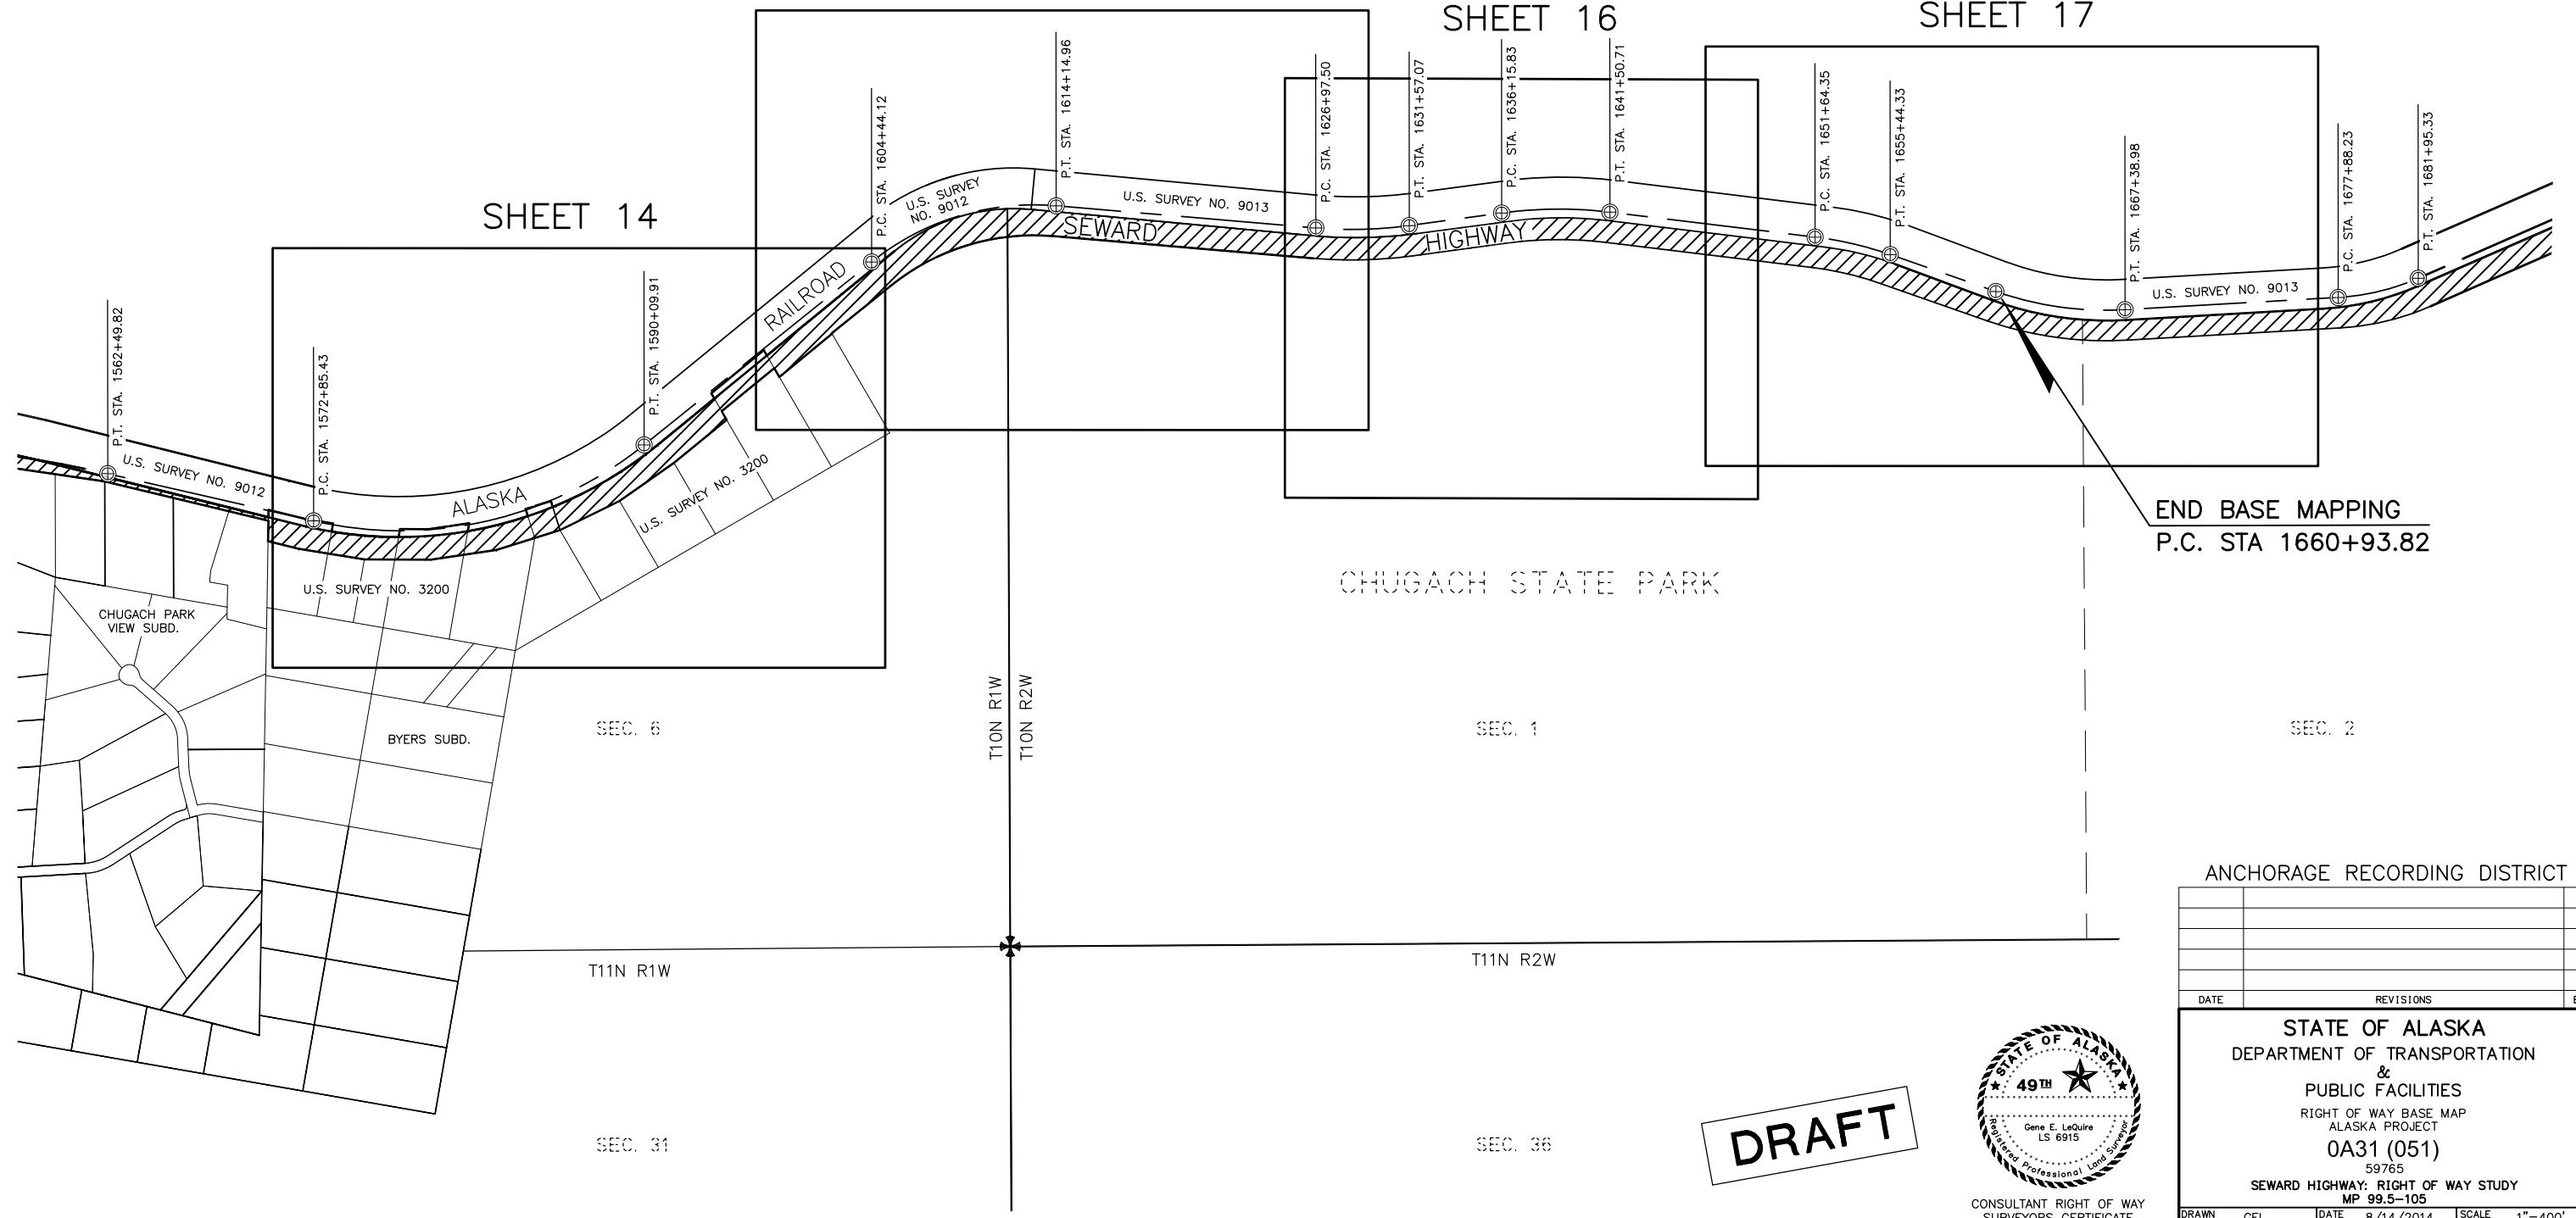 SHEET 16
SHEET 17
SHEET 14
P.T. STA. 1562+49.82
P.C. STA. 1572+85.43
P.T. STA. 1590+09.91
P.C. STA. 1604+44.12
P.T. STA. 1614+14.96
P.C. STA. 1626+97.50
P.T. STA. 1631+57.07
P.C. STA. 1636+15.83
P.T. STA. 1641+50.71
P.C. STA. 1651+64.35
P.T. STA. 1655+44.33
P.T. STA. 1667+38.98
P.C. STA. 1677+88.23
P.T. STA. 1681+95.33
U.S. SURVEY NO. 9012
ALASKA
RAILROAD
U.S. SURVEY
NO. 9012
U.S. SURVEY NO. 9013
SEWARD
HIGHWAY
U.S. SURVEY NO. 9013
U.S. SURVEY NO. 3200
U.S. SURVEY NO. 3200
END BASE MAPPING
P.C. STA 1660+93.82
CHUGACH STATE PARK
CHUGACH PARK
VIEW SUBD.
BYERS SUBD.
SEC. 6
T10N R1W
T10N R2W
SEC. 1
SEC. 2
T11N R1W
T11N R2W
SEC. 31
SEC. 36
DRAFT
STATE OF ALASKA
49TH
Gene E. LeQuire
LS 6915
Registered Professional Land Surveyor
CONSULTANT RIGHT OF WAY
SURVEYORS CERTIFICATE
ANCHORAGE RECORDING DISTRICT
DATE REVISIONS
STATE OF ALASKA
DEPARTMENT OF TRANSPORTATION
&
PUBLIC FACILITIES
RIGHT OF WAY BASE MAP
ALASKA PROJECT
0A31 (051)
59765
SEWARD HIGHWAY: RIGHT OF WAY STUDY
MP 99.5-105
DRAWN GEL DATE 8/14/2014 SCALE 1"=400'